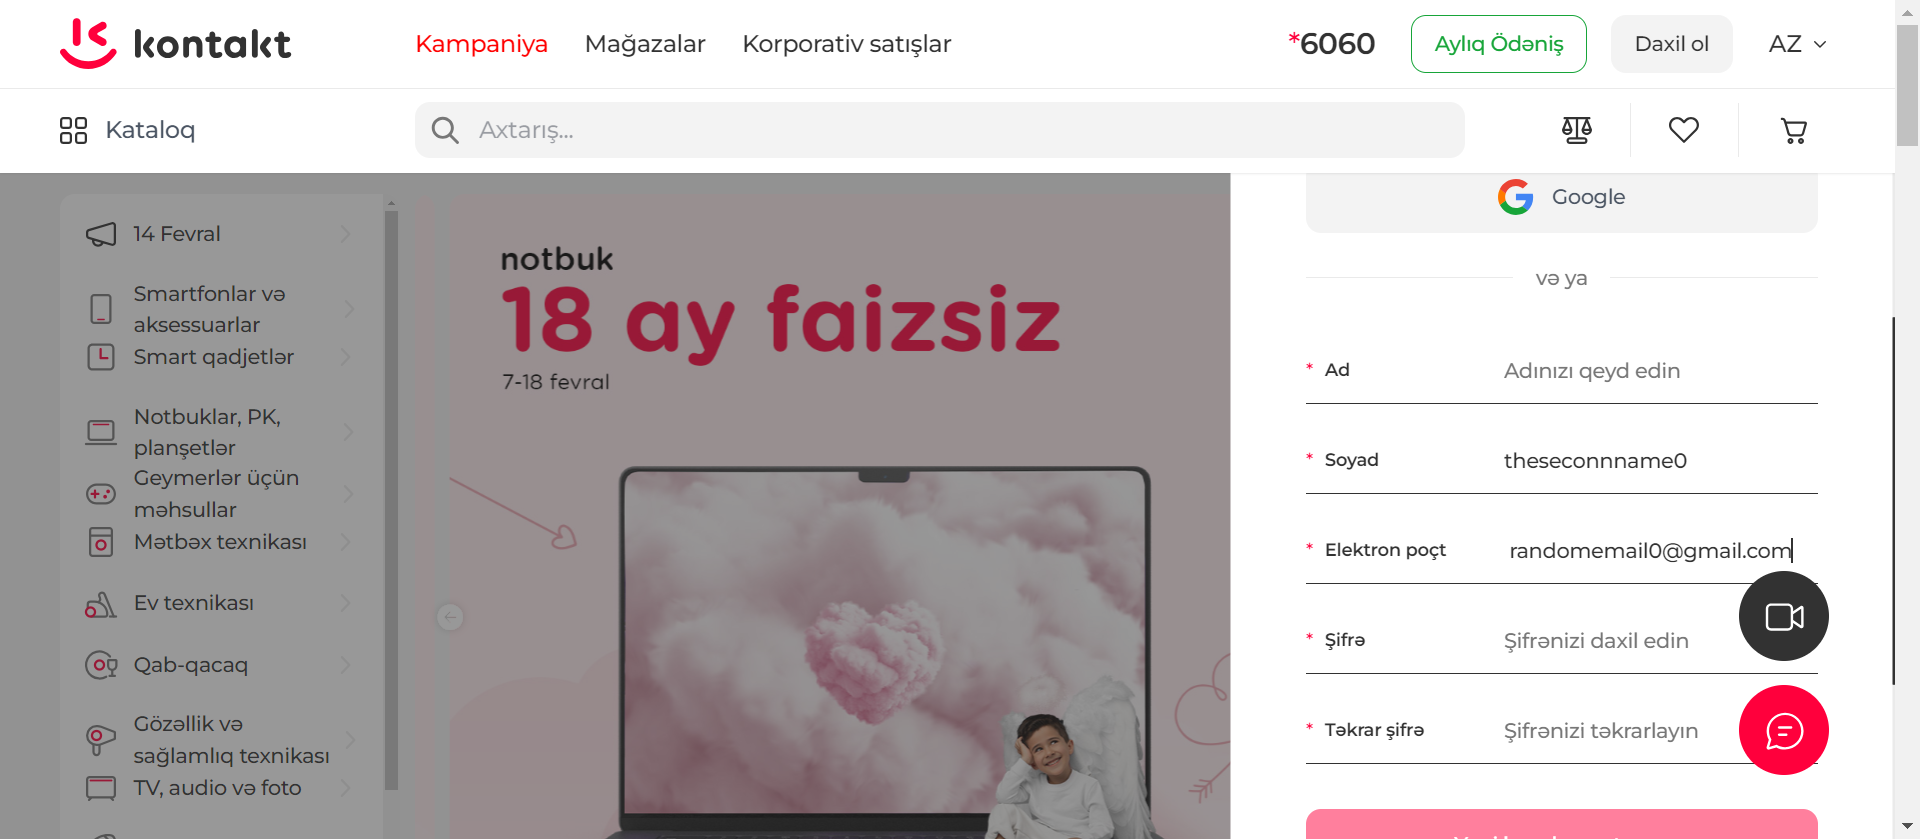 kontakt
Kampaniya
Mağazalar
Korporativ satışlar
*6060
Aylıq Ödəniş
Daxil ol
AZ
Kataloq
Axtarış...
14 Fevral
Smartfonlar və
aksessuarlar
Smart qadjetlər
Notbuklar, PK,
planşetlər
Geymerlər üçün
məhsullar
Mətbəx texnikası
Ev texnikası
Qab-qacaq
Gözəllik və
sağlamlıq texnikası
TV, audio və foto
notbuk
18 ay faizsiz
7-18 fevral
Google
və ya
* Ad
Adınızı qeyd edin
* Soyad
theseconnname0
* Elektron poçt
randomemail0@gmail.com
* Şifrə
Şifrənizi daxil edin
* Təkrar şifrə
Şifrənizi təkrarlayın